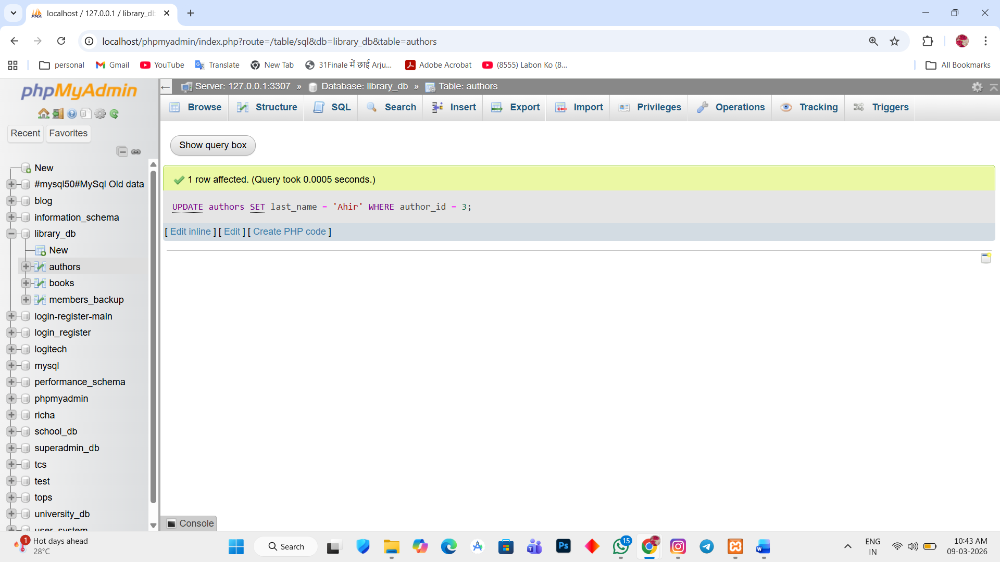 localhost / 127.0.0.1 / library_db
localhost/phpmyadmin/index.php?route=/table/sql&db=library_db&table=authors
personal Gmail YouTube Translate New Tab 31Finale में छाई Arju... Adobe Acrobat (8555) Labon Ko (8... All Bookmarks
phpMyAdmin
Server: 127.0.0.1:3307 » Database: library_db » Table: authors
Browse Structure SQL Search Insert Export Import Privileges Operations Tracking Triggers
Recent Favorites
Show query box
New
#mysql50#MySql Old data
blog
information_schema
library_db
New
authors
books
members_backup
login-register-main
login_register
logitech
mysql
performance_schema
phpmyadmin
richa
school_db
superadmin_db
tcs
test
tops
university_db
user_system
1 row affected. (Query took 0.0005 seconds.)
UPDATE authors SET last_name = 'Ahir' WHERE author_id = 3;
[ Edit inline ] [ Edit ] [ Create PHP code ]
Console
1
Hot days ahead
28°C
Search
Ps
15
ENG
IN
10:43 AM
09-03-2026